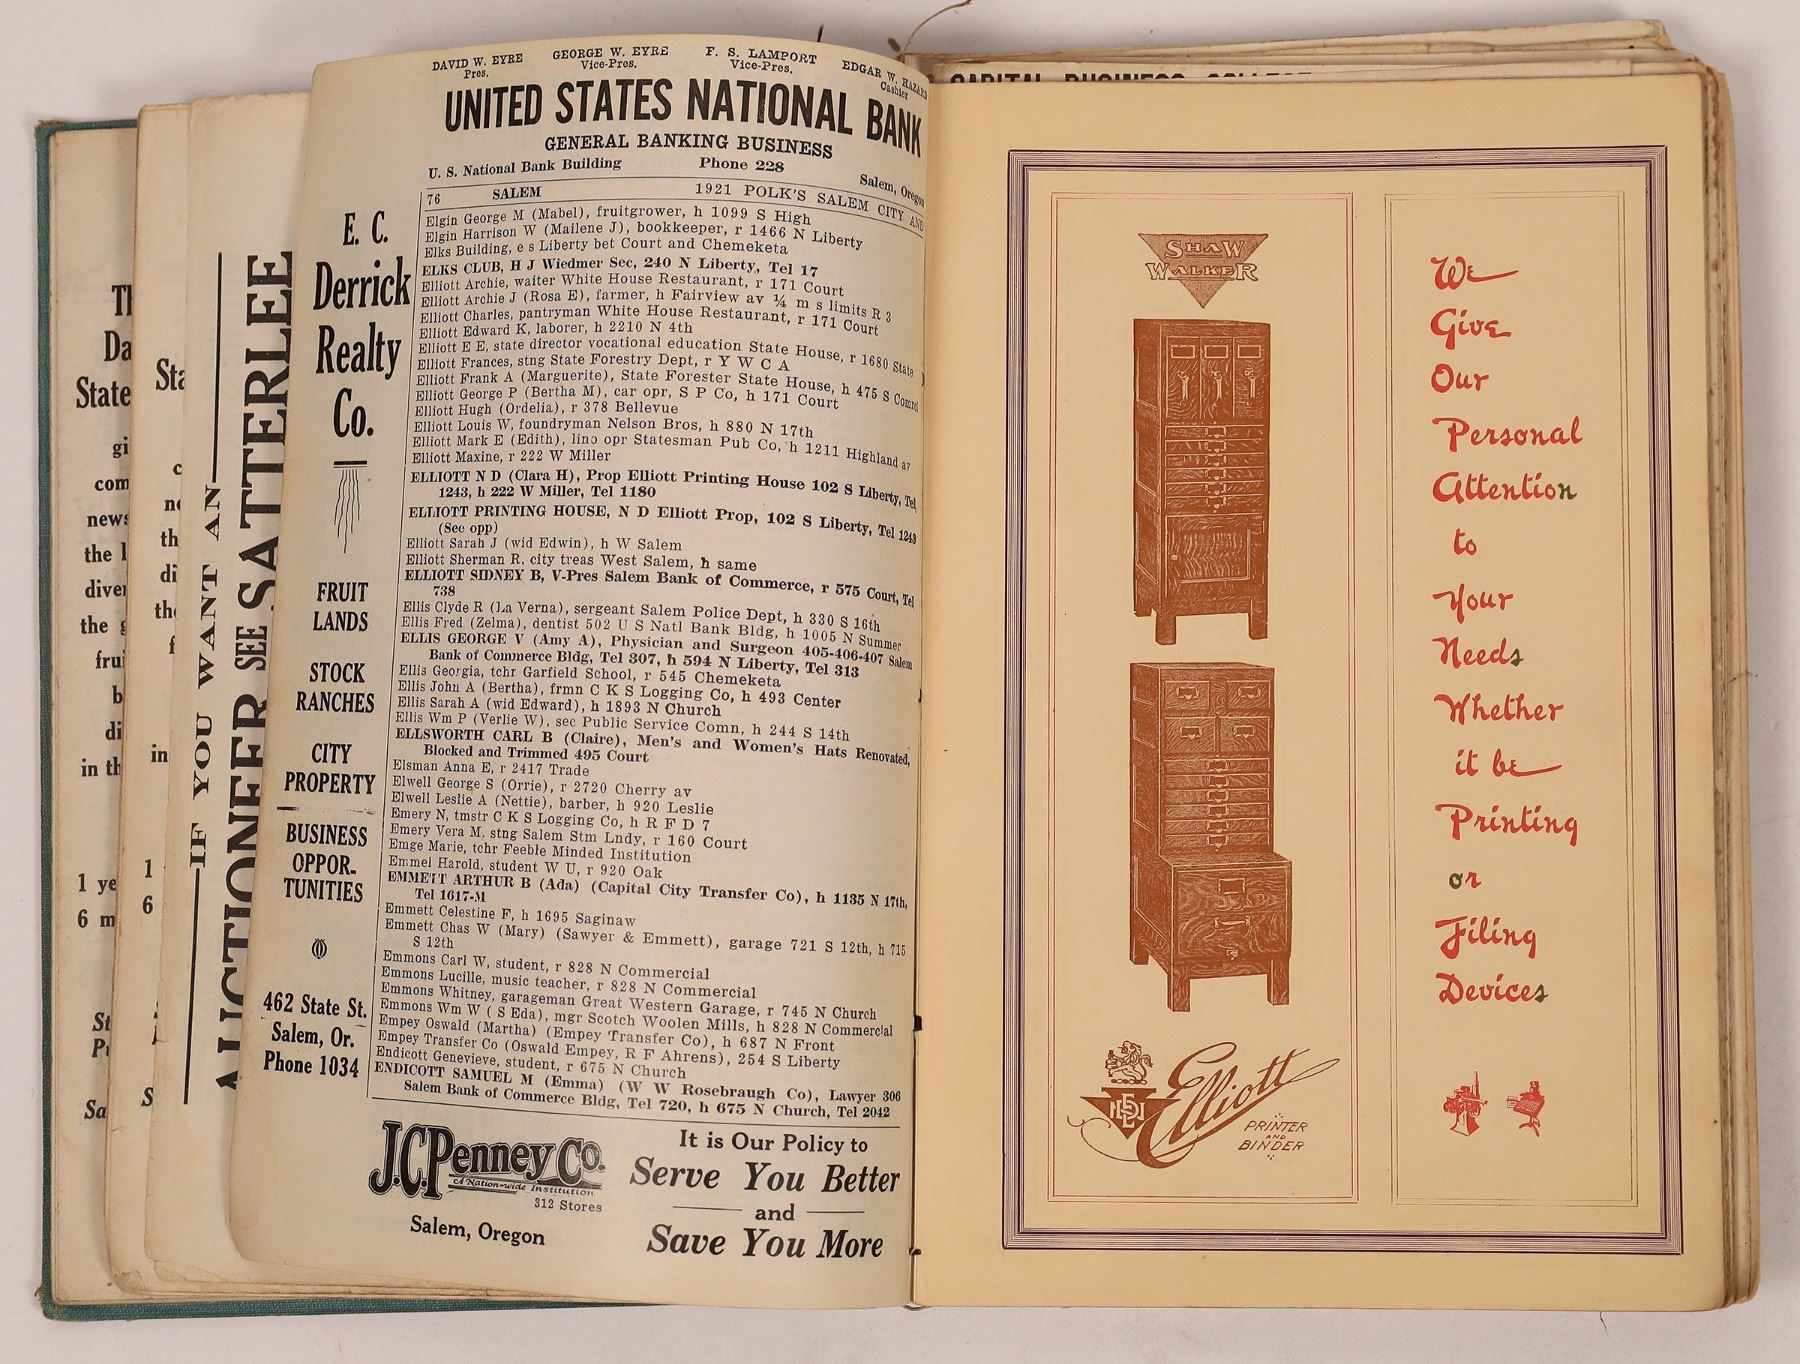 DAVID W. EYRE
Pres.
GEORGE W. EYRE
Vice-Pres.
F. S. LAMPORT
Vice-Pres.
EDGAR W. HAZARD
Cashier
UNITED STATES NATIONAL BANK
GENERAL BANKING BUSINESS
U. S. National Bank Building Phone 228 Salem, Oregon
76 SALEM 1921 POLK'S SALEM CITY AND
Elgin George M (Mabel), fruitgrower, h 1099 S High
Elgin Harrison W (Mailene J), bookkeeper, r 1466 N Liberty
Elks Building, e s Liberty bet Court and Chemeketa
ELKS CLUB, H J Wiedmer Sec, 240 N Liberty, Tel 17
Elliott Archie, waiter White House Restaurant, r 171 Court
Elliott Archie J (Rosa E), farmer, h Fairview av ¼ m s limits R 3
Elliott Charles, pantryman White House Restaurant, r 171 Court
Elliott Edward K, laborer, h 2210 N 4th
Elliott E E, state director vocational education State House, r 1680 State
Elliott Frances, stng State Forestry Dept, r Y W C A
Elliott Frank A (Marguerite), State Forester State House, h 475 S
Elliott George P (Bertha M), car opr, S P Co, h 171 Court
Elliott Hugh (Ordelia), r 378 Bellevue
Elliott Louis W, foundryman Nelson Bros, h 880 N 17th
Elliott Mark E (Edith), lino opr Statesman Pub Co, h 1211 Highland av
Elliott Maxine, r 222 W Miller
ELLIOTT N D (Clara H), Prop Elliott Printing House 102 S Liberty, Tel
1243, h 222 W Miller, Tel 1180
ELLIOTT PRINTING HOUSE, N D Elliott Prop, 102 S Liberty, Tel 1243
(See opp)
Elliott Sarah J (wid Edwin), h W Salem
Elliott Sherman R, city treas West Salem, h same
ELLIOTT SIDNEY B, V-Pres Salem Bank of Commerce, r 575 Court, Tel
738
Ellis Clyde R (La Verna), sergeant Salem Police Dept, h 330 S 16th
Ellis Fred (Zelma), dentist 502 U S Natl Bank Bldg, h 1005 N Summer
ELLIS GEORGE V (Amy A), Physician and Surgeon 405-406-407 Salem
Bank of Commerce Bldg, Tel 307, h 594 N Liberty, Tel 313
Ellis Georgia, tchr Garfield School, r 545 Chemeketa
Ellis John A (Bertha), frmn C K S Logging Co, h 493 Center
Ellis Sarah A (wid Edward), h 1893 N Church
Ellis Wm P (Verlie W), sec Public Service Comn, h 244 S 14th
ELLSWORTH CARL B (Claire), Men's and Women's Hats Renovated,
Blocked and Trimmed 495 Court
Elsman Anna E, r 2417 Trade
Elwell George S (Orrie), r 2720 Cherry av
Elwell Leslie A (Nettie), barber, h 920 Leslie
Emery N, tmstr C K S Logging Co, h R F D 7
Emery Vera M, stng Salem Stm Lndy, r 160 Court
Emge Marie, tchr Feeble Minded Institution
Emmel Harold, student W U, r 920 Oak
EMMETT ARTHUR B (Ada) (Capital City Transfer Co), h 1135 N 17th,
Tel 1617-M
Emmett Celestine F, h 1695 Saginaw
Emmett Chas W (Mary) (Sawyer & Emmett), garage 721 S 12th, h 715
S 12th
Emmons Carl W, student, r 828 N Commercial
Emmons Lucille, music teacher, r 828 N Commercial
Emmons Whitney, garageman Great Western Garage, r 745 N Church
Emmons Wm W ( S Eda), mgr Scotch Woolen Mills, h 828 N Commercial
Empey Oswald (Martha) (Empey Transfer Co), h 687 N Front
Empey Transfer Co (Oswald Empey, R F Ahrens), 254 S Liberty
Endicott Genevieve, student, r 675 N Church
ENDICOTT SAMUEL M (Emma) (W W Rosebraugh Co), Lawyer 306
Salem Bank of Commerce Bldg, Tel 720, h 675 N Church, Tel 2042
E. C.
Derrick
Realty
Co.
FRUIT
LANDS
STOCK
RANCHES
CITY
PROPERTY
BUSINESS
OPPOR-
TUNITIES
462 State St.
Salem, Or.
Phone 1034
J.C. Penney Co.
A Nation-wide Institution
312 Stores
Salem, Oregon
It is Our Policy to
Serve You Better
and
Save You More
IF YOU WANT AN
AUCTIONEER SEE SATTERLEE
CAPITAL BUSINESS COLLEGE
SHAW
WALKER
NDE
Elliott
PRINTER
AND
BINDER
We
Give
Our
Personal
Attention
to
Your
Needs
Whether
it be
Printing
or
Filing
Devices